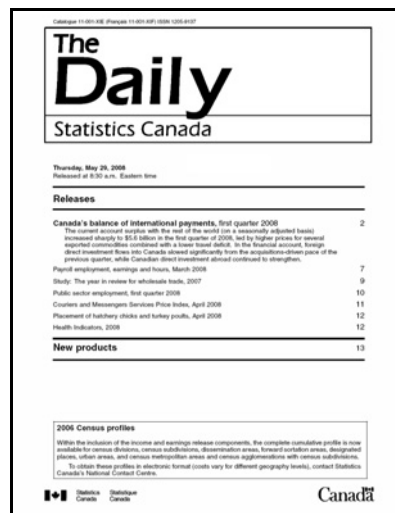 Catalogue 11-001-XIE (Français 11-001-XIF) ISSN 1205-9137
The
Daily
Statistics Canada
Thursday, May 29, 2008
Released at 8:30 a.m. Eastern time
Releases
Canada's balance of international payments, first quarter 2008 2
The current account surplus with the rest of the world (on a seasonally adjusted basis)
increased sharply to $5.6 billion in the first quarter of 2008, led by higher prices for several
exported commodities combined with a lower travel deficit. In the financial account, foreign
direct investment flows into Canada slowed significantly from the acquisitions-driven pace of the
previous quarter, while Canadian direct investment abroad continued to strengthen.
Payroll employment, earnings and hours, March 2008 7
Study: The year in review for wholesale trade, 2007 9
Public sector employment, first quarter 2008 10
Couriers and Messengers Services Price Index, April 2008 11
Placement of hatchery chicks and turkey poults, April 2008 12
Health Indicators, 2008 12
New products 13
2006 Census profiles
Within the inclusion of the income and earnings release components, the complete cumulative profile is now
available for census divisions, census subdivisions, dissemination areas, forward sortation areas, designated
places, urban areas, and census metropolitan areas and census agglomerations with census subdivisions.
To obtain these profiles in electronic format (costs vary for different geography levels), contact Statistics
Canada's National Contact Centre.
Statistics Statistique
Canada Canada
Canada